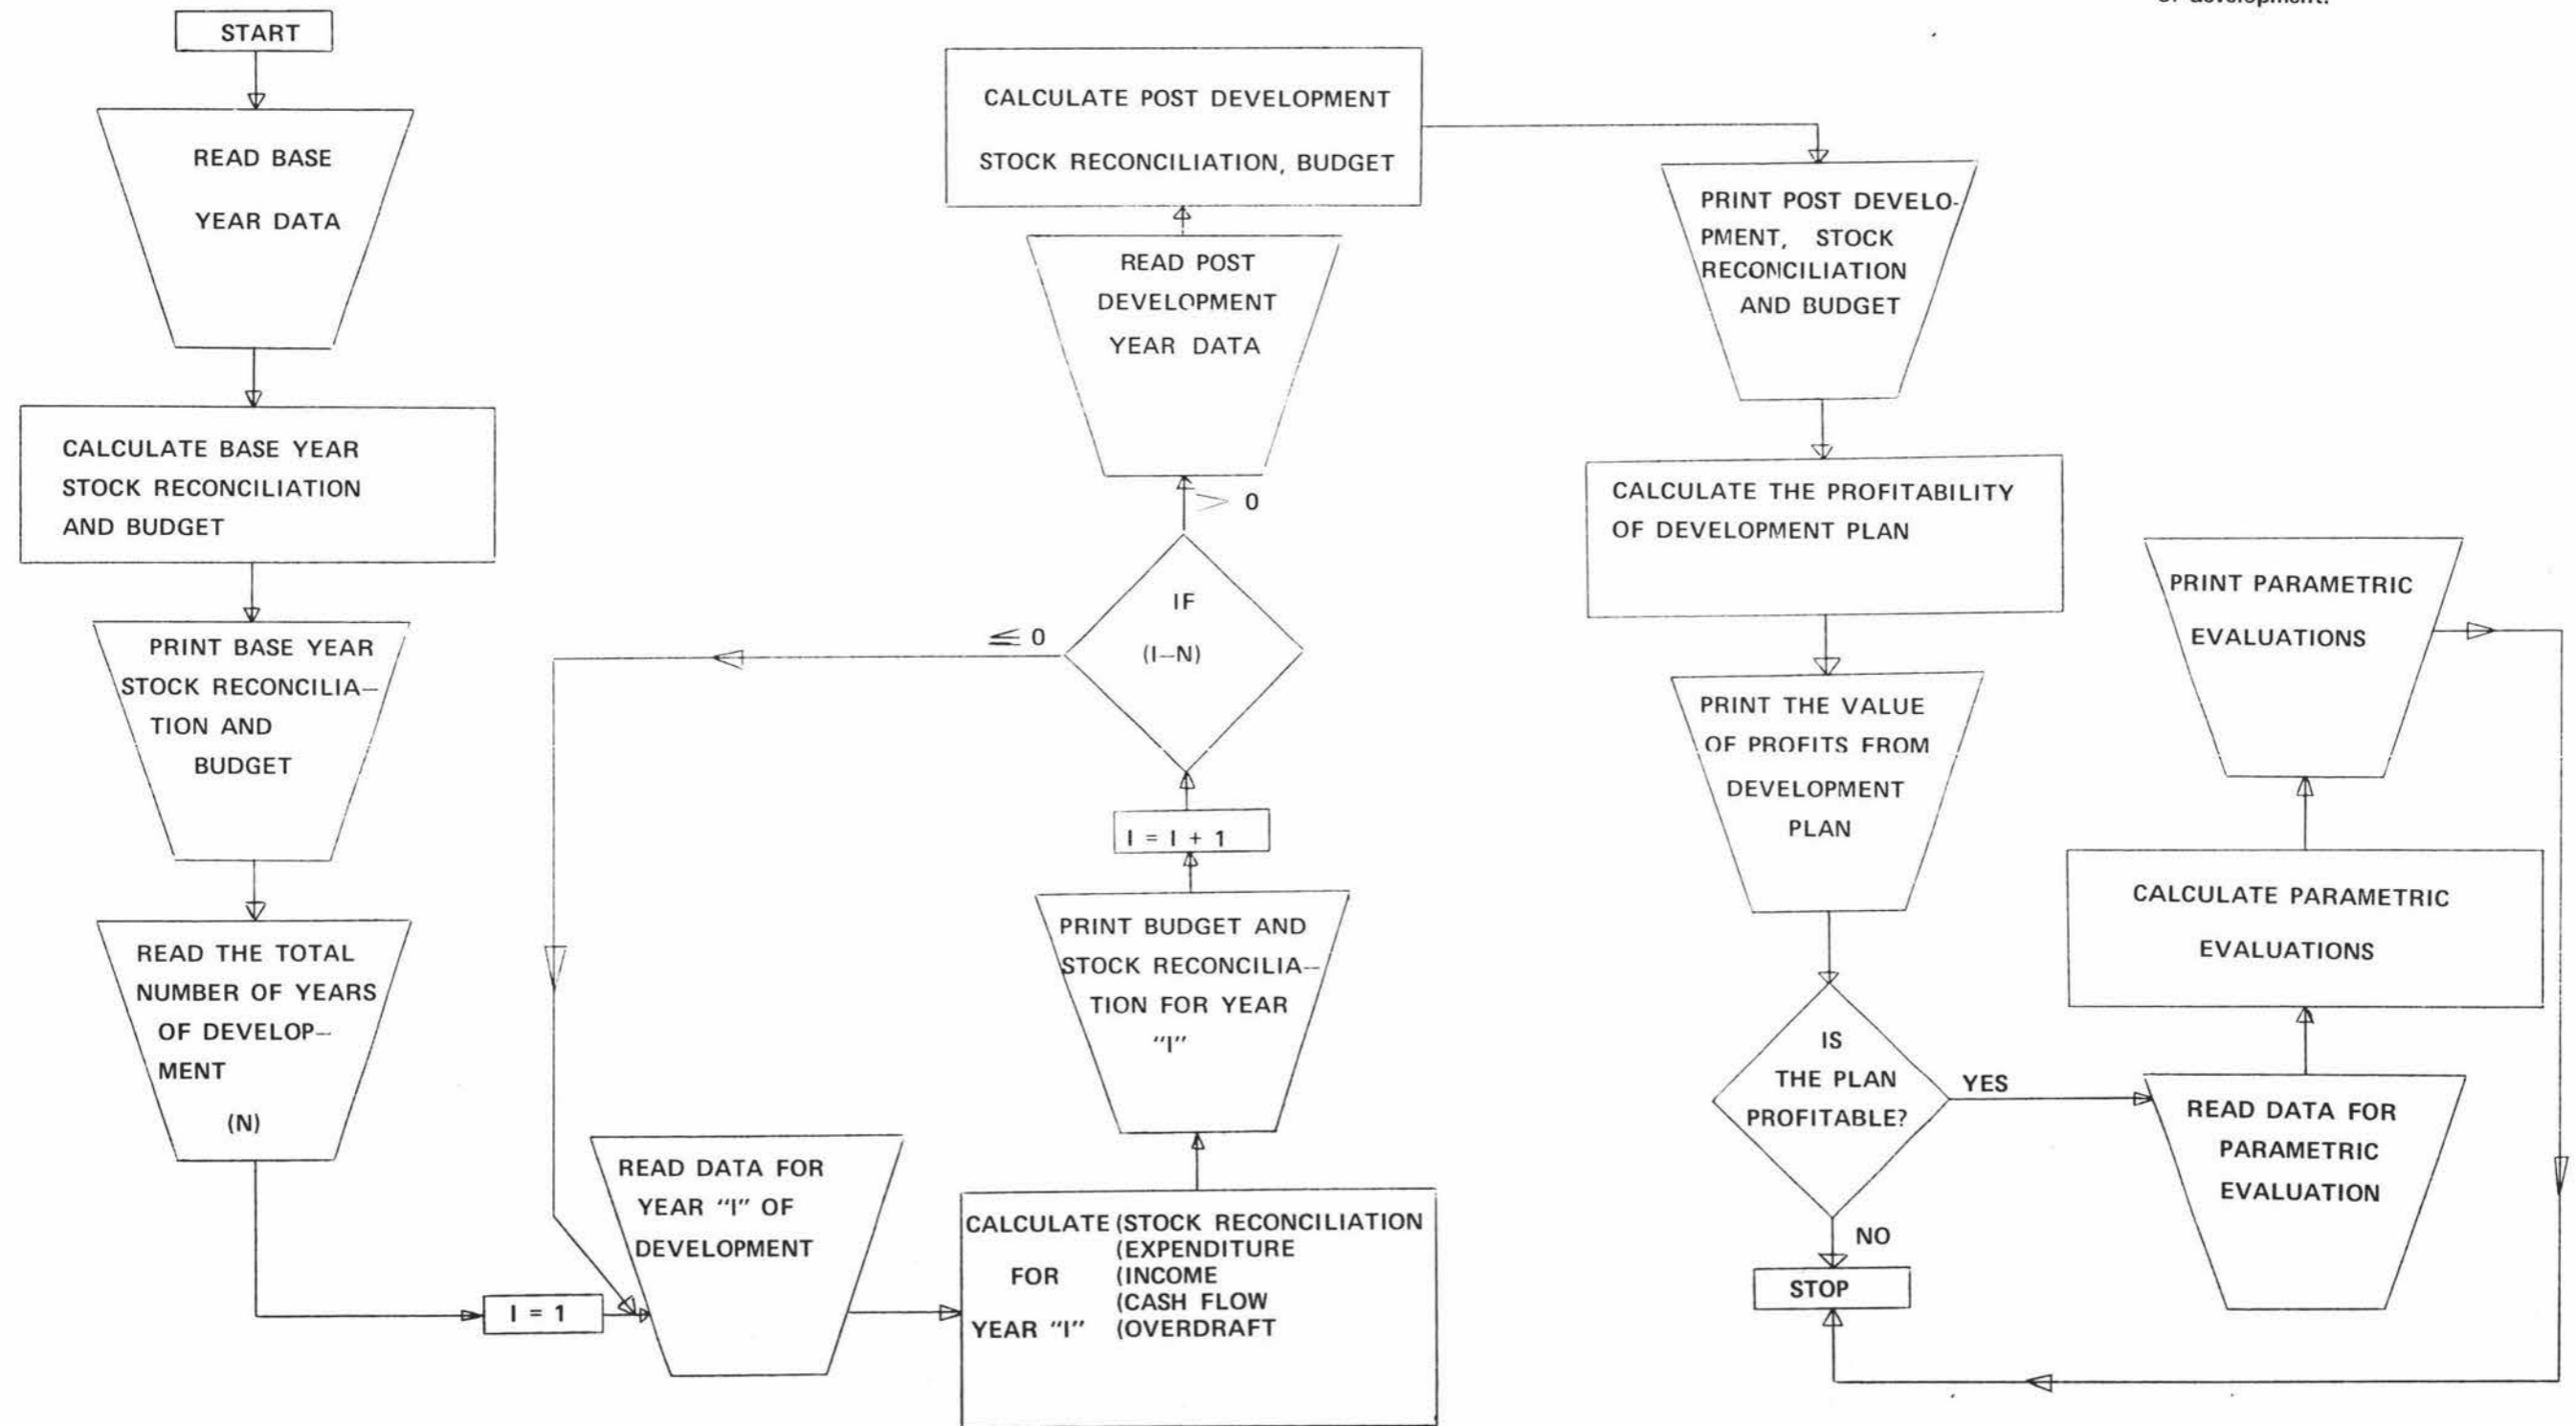 of development.
START
READ BASE
YEAR DATA
CALCULATE BASE YEAR
STOCK RECONCILIATION
AND BUDGET
PRINT BASE YEAR
STOCK RECONCILIA–
TION AND
BUDGET
READ THE TOTAL
NUMBER OF YEARS
OF DEVELOP–
MENT
(N)
I = 1
READ DATA FOR
YEAR “I” OF
DEVELOPMENT
CALCULATE (STOCK RECONCILIATION
(EXPENDITURE
FOR (INCOME
(CASH FLOW
YEAR “I” (OVERDRAFT
PRINT BUDGET AND
STOCK RECONCILIA–
TION FOR YEAR
“I”
I = I + 1
IF
(I–N)
≦ 0
> 0
READ POST
DEVELOPMENT
YEAR DATA
CALCULATE POST DEVELOPMENT
STOCK RECONCILIATION, BUDGET
PRINT POST DEVELO-
PMENT, STOCK
RECONCILIATION
AND BUDGET
CALCULATE THE PROFITABILITY
OF DEVELOPMENT PLAN
PRINT THE VALUE
OF PROFITS FROM
DEVELOPMENT
PLAN
IS
THE PLAN
PROFITABLE?
YES
NO
STOP
READ DATA FOR
PARAMETRIC
EVALUATION
CALCULATE PARAMETRIC
EVALUATIONS
PRINT PARAMETRIC
EVALUATIONS